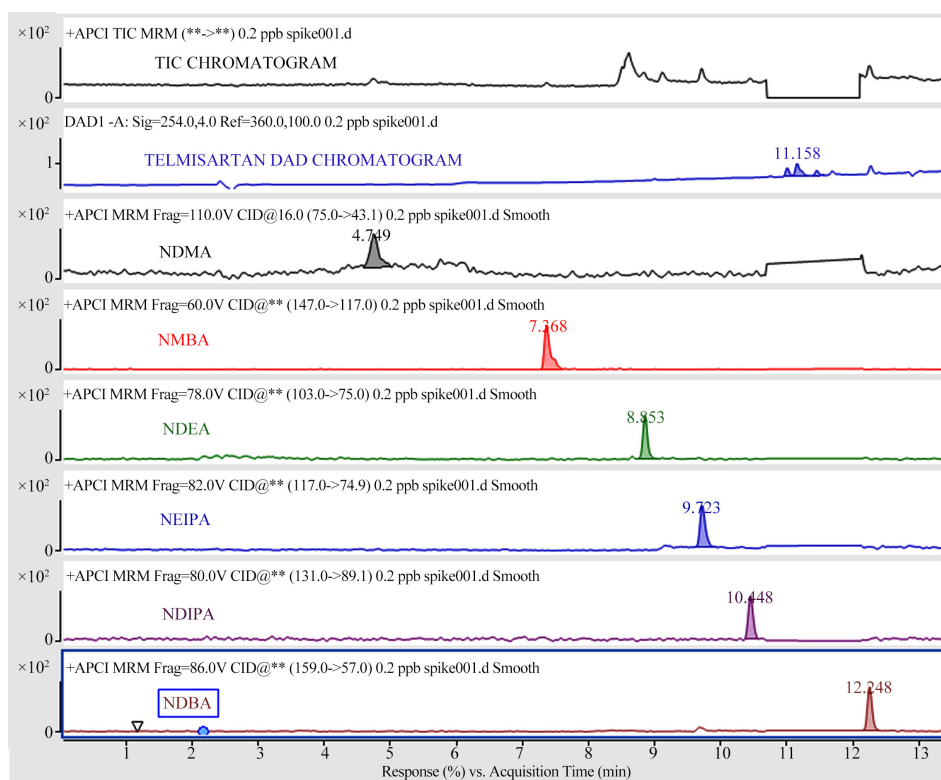 ×10²
+APCI TIC MRM (**->**) 0.2 ppb spike001.d
TIC CHROMATOGRAM
0
×10²
DAD1 -A: Sig=254.0,4.0 Ref=360.0,100.0 0.2 ppb spike001.d
1
TELMISARTAN DAD CHROMATOGRAM
11.158
×10²
+APCI MRM Frag=110.0V CID@16.0 (75.0->43.1) 0.2 ppb spike001.d Smooth
4.749
NDMA
0
×10²
+APCI MRM Frag=60.0V CID@** (147.0->117.0) 0.2 ppb spike001.d Smooth
7.368
NMBA
0
×10²
+APCI MRM Frag=78.0V CID@** (103.0->75.0) 0.2 ppb spike001.d Smooth
8.853
NDEA
0
×10²
+APCI MRM Frag=82.0V CID@** (117.0->74.9) 0.2 ppb spike001.d Smooth
9.723
NEIPA
0
×10²
+APCI MRM Frag=80.0V CID@** (131.0->89.1) 0.2 ppb spike001.d Smooth
10.448
NDIPA
0
×10²
+APCI MRM Frag=86.0V CID@** (159.0->57.0) 0.2 ppb spike001.d Smooth
12.248
NDBA
0
1 2 3 4 5 6 7 8 9 10 11 12 13
Response (%) vs. Acquisition Time (min)